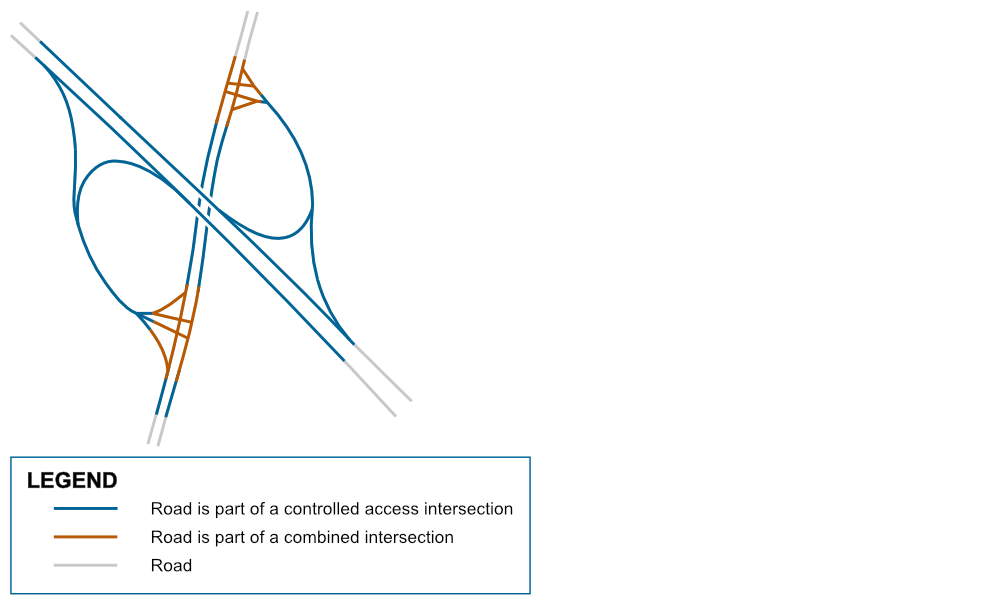 LEGEND
Road is part of a controlled access intersection
Road is part of a combined intersection
Road